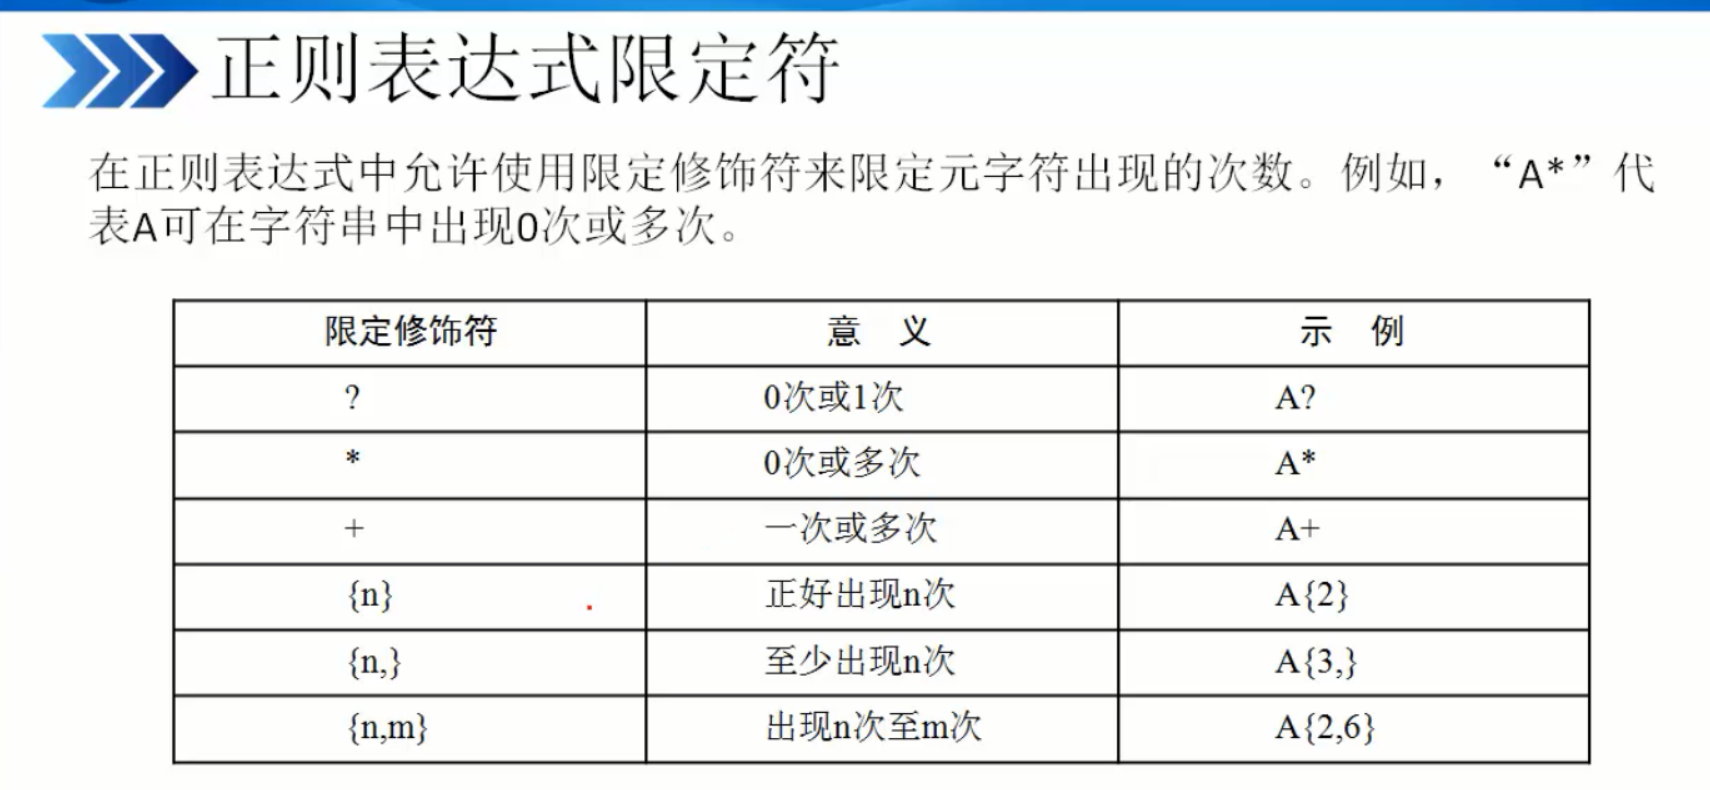 正则表达式限定符
在正则表达式中允许使用限定修饰符来限定元字符出现的次数。例如，“A*”代
表A可在字符串中出现0次或多次。
限定修饰符 意 义 示 例
? 0次或1次 A?
* 0次或多次 A*
+ 一次或多次 A+
{n} 正好出现n次 A{2}
{n,} 至少出现n次 A{3,}
{n,m} 出现n次至m次 A{2,6}